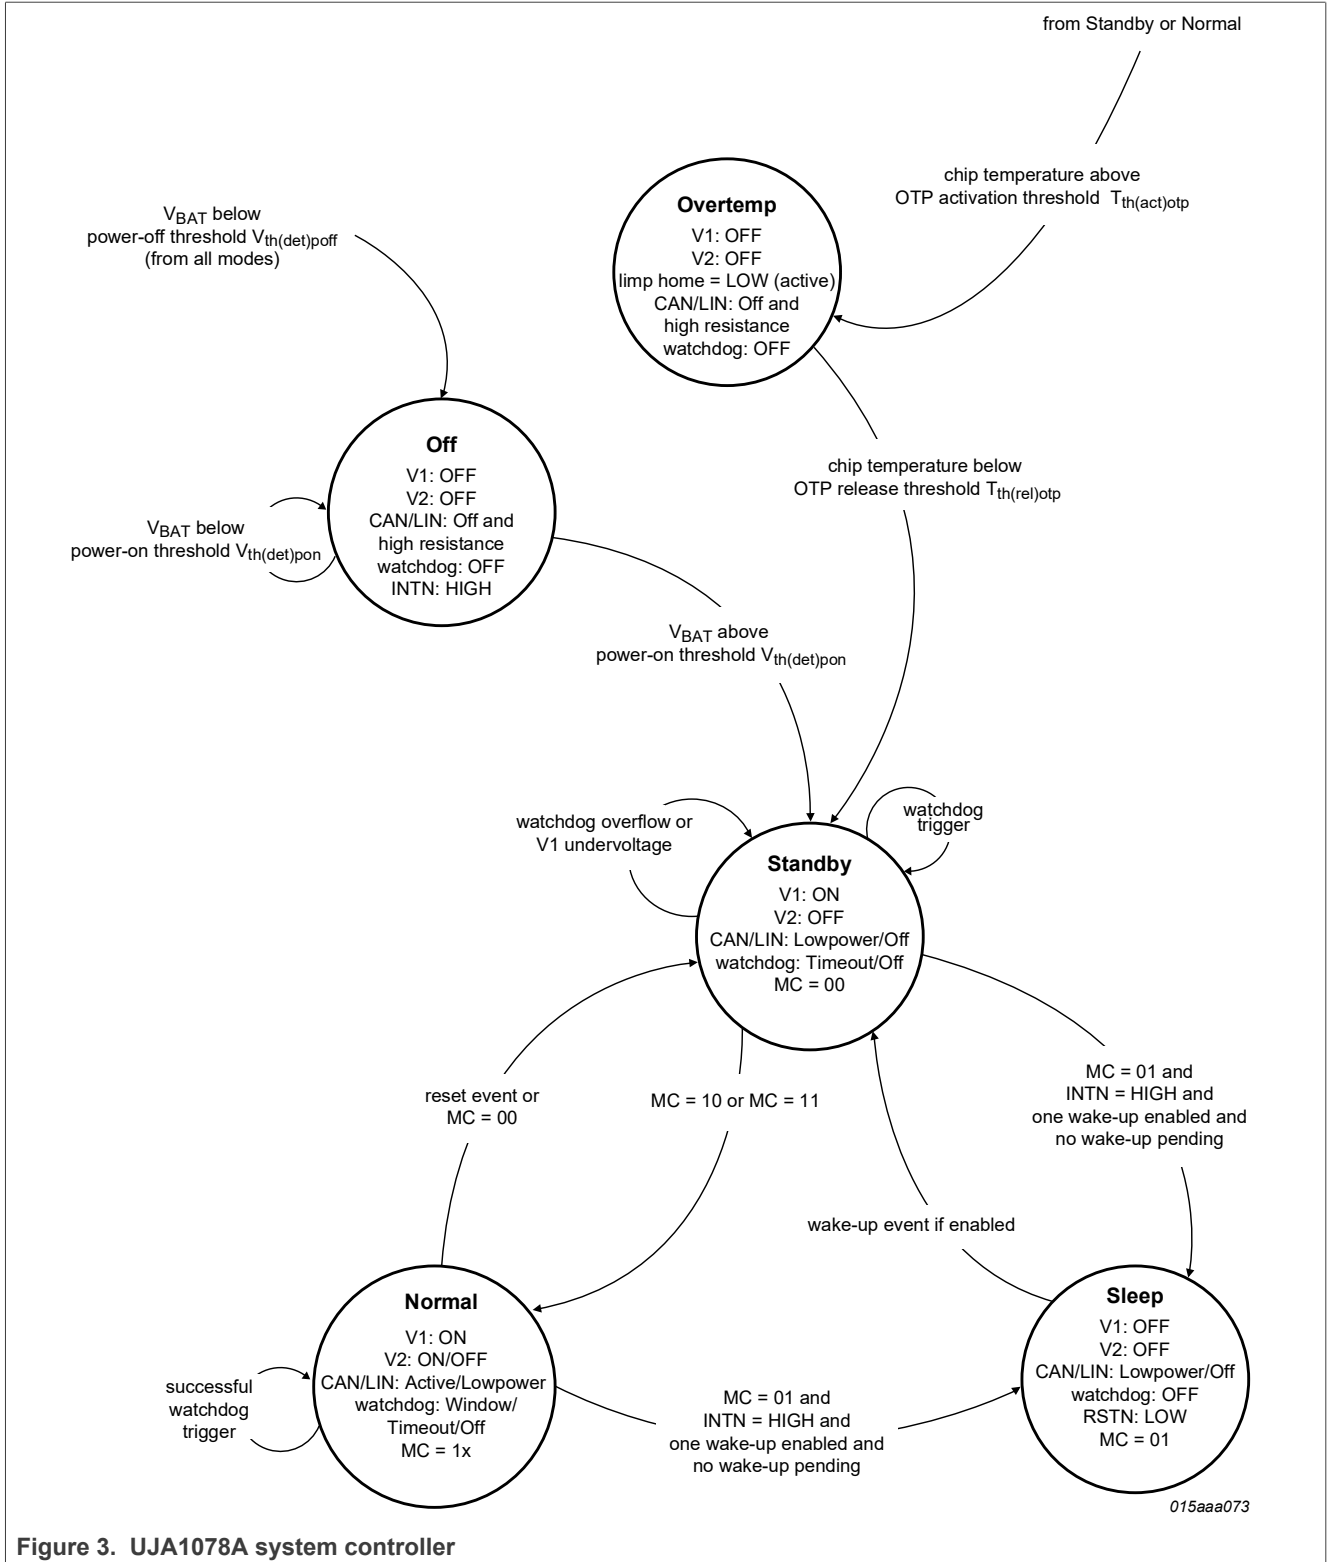 from Standby or Normal
chip temperature above
OTP activation threshold Tth(act)otp
Overtemp
V1: OFF
V2: OFF
limp home = LOW (active)
CAN/LIN: Off and
high resistance
watchdog: OFF
VBAT below
power-off threshold Vth(det)poff
(from all modes)
Off
V1: OFF
V2: OFF
CAN/LIN: Off and
high resistance
watchdog: OFF
INTN: HIGH
VBAT below
power-on threshold Vth(det)pon
chip temperature below
OTP release threshold Tth(rel)otp
VBAT above
power-on threshold Vth(det)pon
watchdog overflow or
V1 undervoltage
watchdog
trigger
Standby
V1: ON
V2: OFF
CAN/LIN: Lowpower/Off
watchdog: Timeout/Off
MC = 00
reset event or
MC = 00
MC = 10 or MC = 11
MC = 01 and
INTN = HIGH and
one wake-up enabled and
no wake-up pending
wake-up event if enabled
Normal
V1: ON
V2: ON/OFF
CAN/LIN: Active/Lowpower
watchdog: Window/
Timeout/Off
MC = 1x
successful
watchdog
trigger
MC = 01 and
INTN = HIGH and
one wake-up enabled and
no wake-up pending
Sleep
V1: OFF
V2: OFF
CAN/LIN: Lowpower/Off
watchdog: OFF
RSTN: LOW
MC = 01
015aaa073
Figure 3. UJA1078A system controller